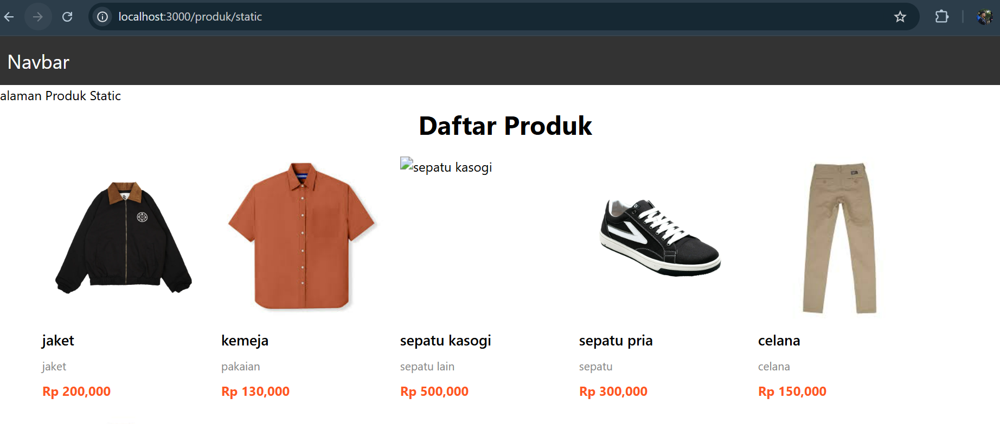 localhost:3000/produk/static
Navbar
alaman Produk Static
Daftar Produk
sepatu kasogi
jaket
kemeja
sepatu kasogi
sepatu pria
celana
jaket
pakaian
sepatu lain
sepatu
celana
Rp 200,000
Rp 130,000
Rp 500,000
Rp 300,000
Rp 150,000